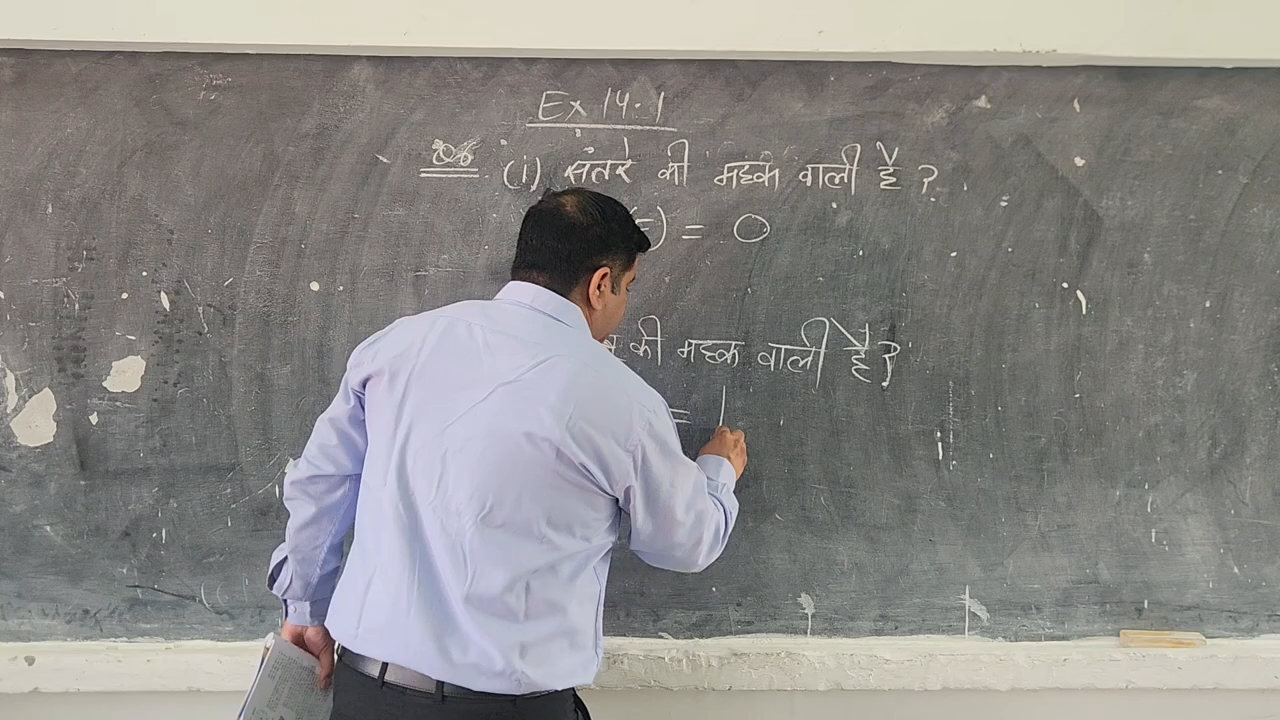 Ex 14.1
(i) संतरे की महक वाली है ?
) = 0
की महक वाली है ?
= 1